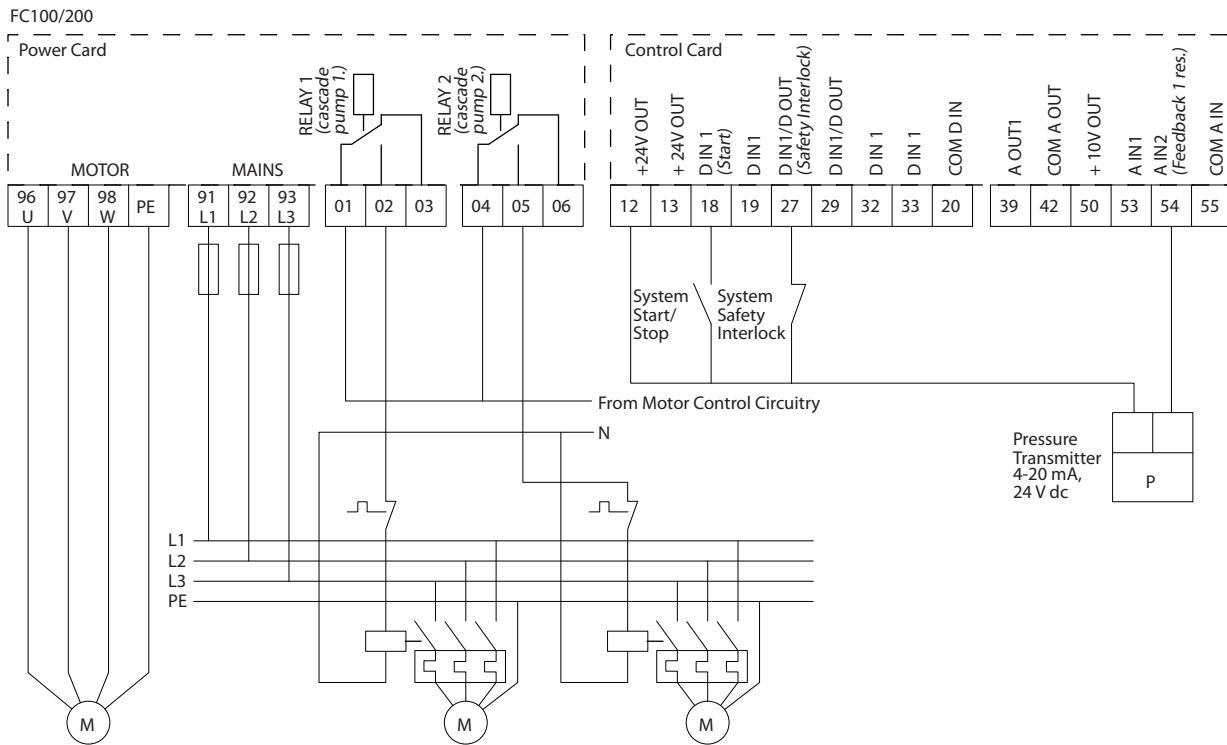 FC100/200
Power Card
Control Card
RELAY 1
(cascade
pump 1.)
RELAY 2
(cascade
pump 2.)
+24V OUT
+ 24V OUT
D IN 1
(Start)
D IN1
D IN1/D OUT
(Safety Interlock)
D IN1/D OUT
D IN 1
D IN 1
COM D IN
A OUT1
COM A OUT
+ 10V OUT
A IN1
A IN2
(Feedback 1 res.)
COM A IN
MOTOR
MAINS
96
U
97
V
98
W
PE
91
L1
92
L2
93
L3
01
02
03
04
05
06
12
13
18
19
27
29
32
33
20
39
42
50
53
54
55
System
Start/
Stop
System
Safety
Interlock
From Motor Control Circuitry
N
Pressure
Transmitter
4-20 mA,
24 V dc
P
L1
L2
L3
PE
M
M
M